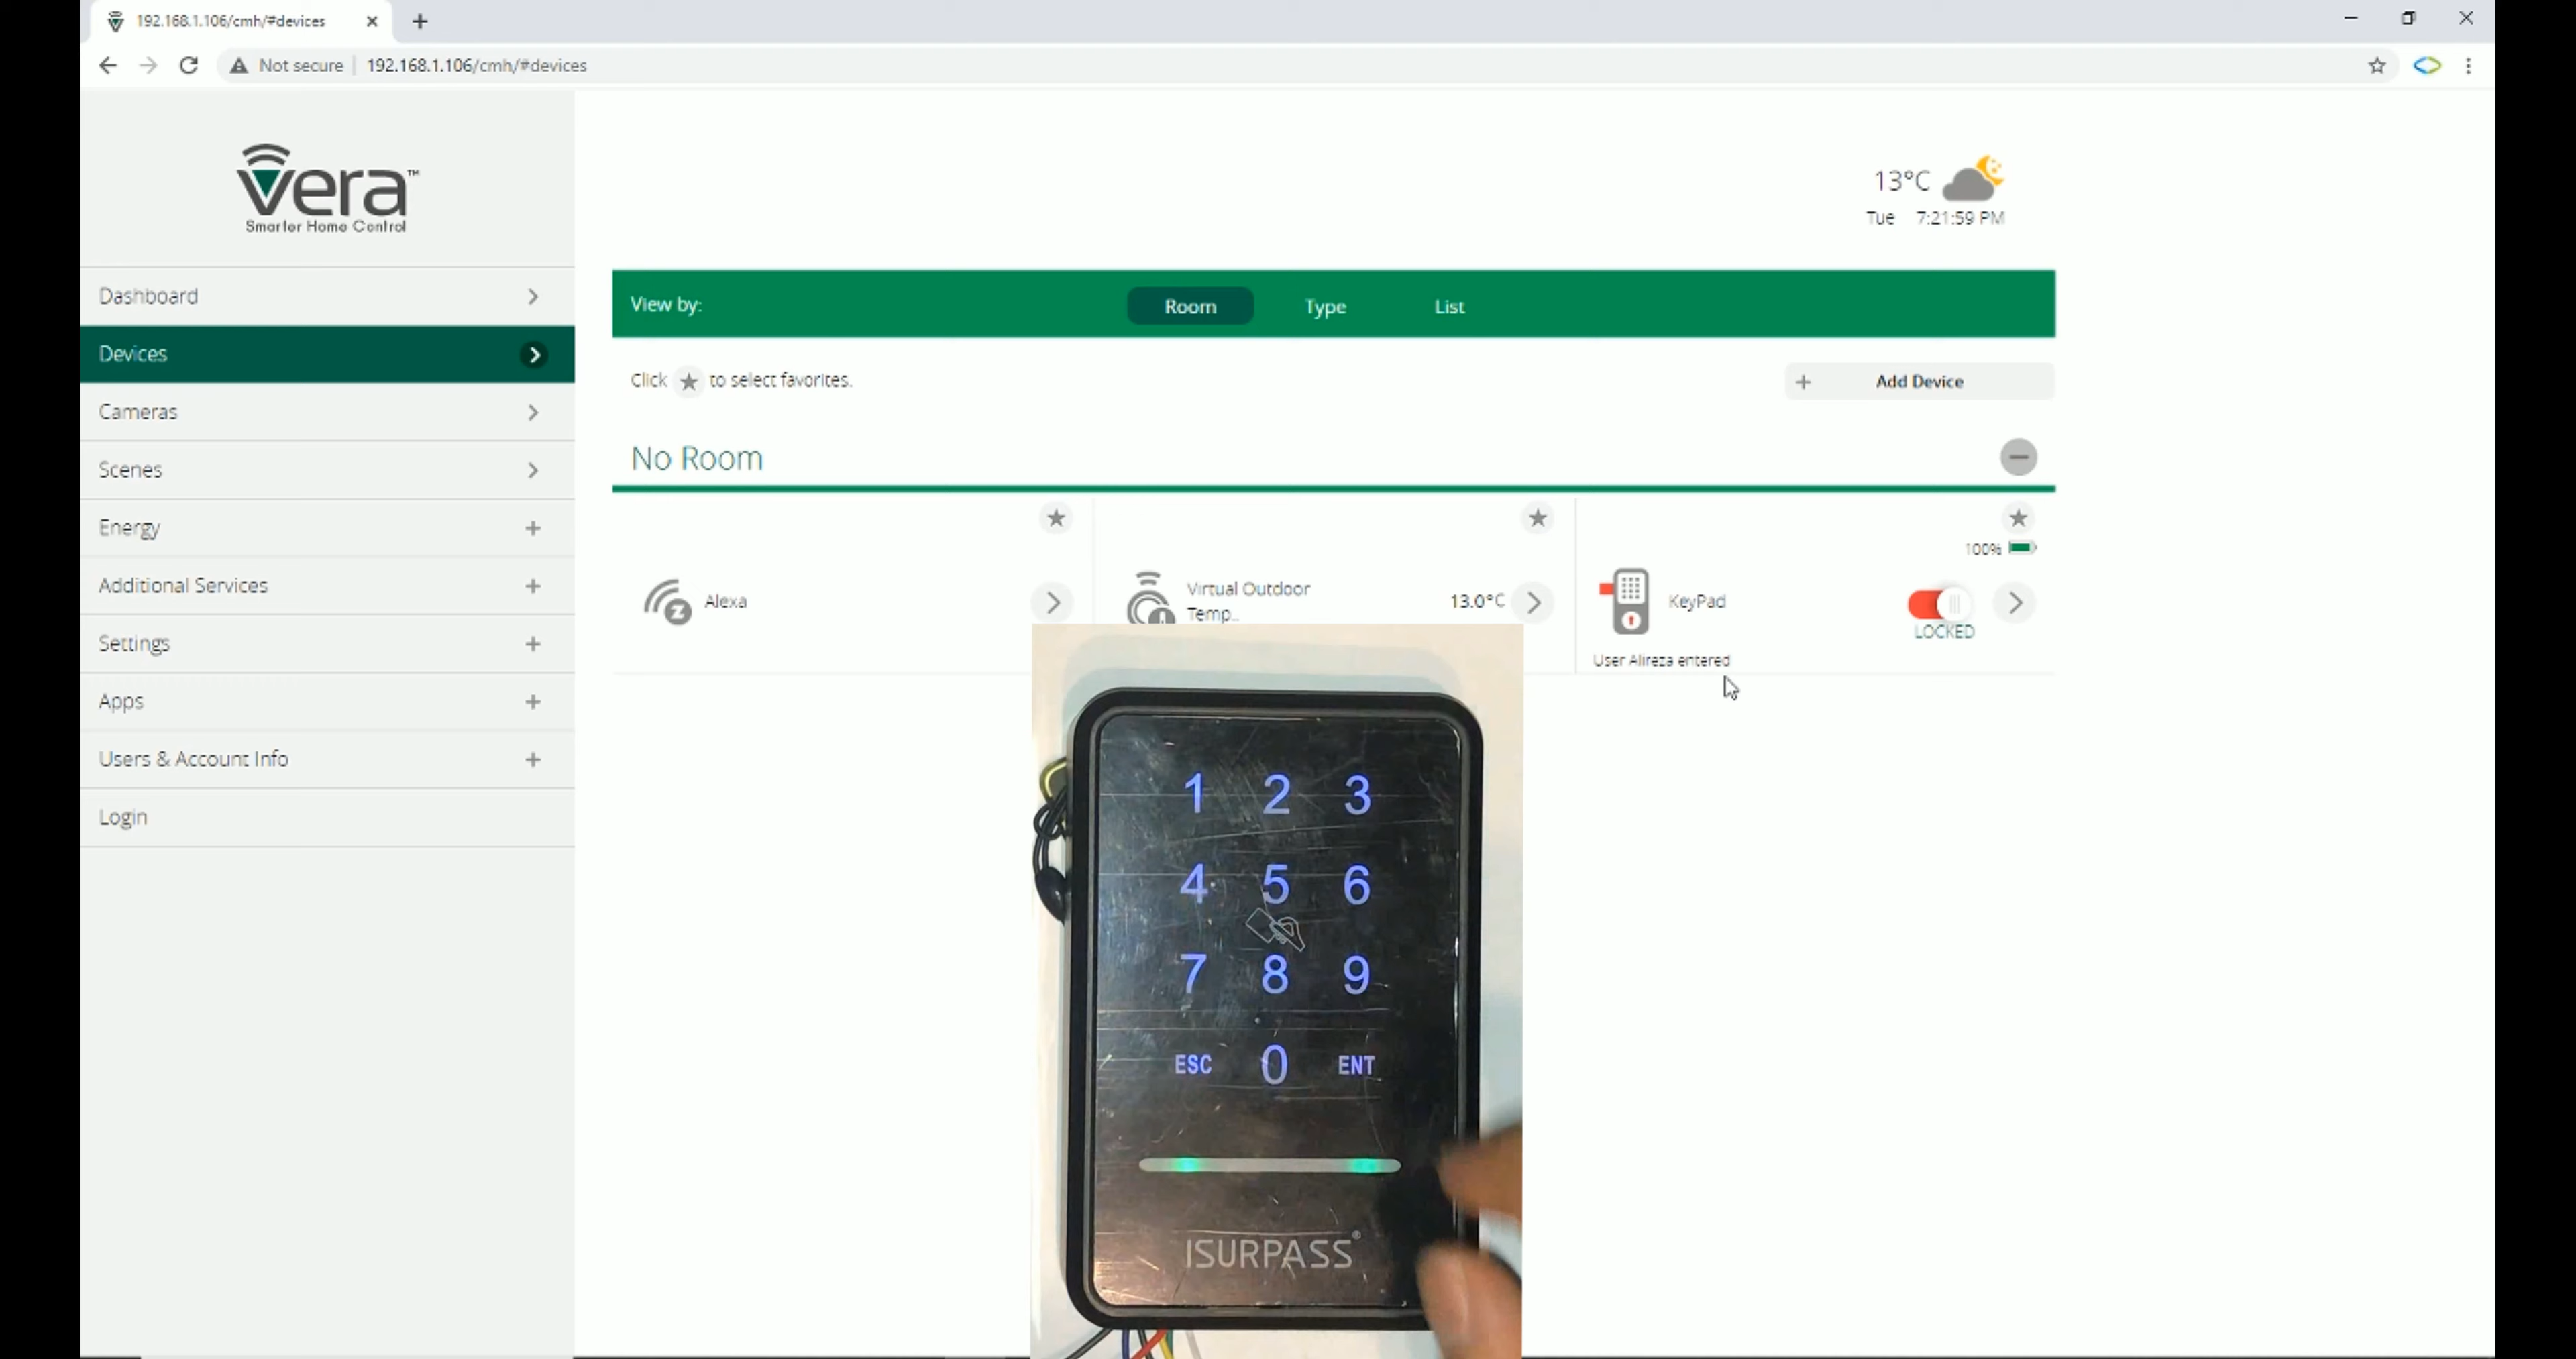 192.168.1.106/cmh/#devices
Not secure 192.168.1.106/cmh/#devices
vera™
Smarter Home Control
13°C
Tue 7:21:59 PM
Dashboard
Devices
Cameras
Scenes
Energy
Additional Services
Settings
Apps
Users & Account Info
Login
View by: Room Type List
Click ★ to select favorites.
+ Add Device
No Room
100%
Alexa
Virtual Outdoor
Temp..
13.0°C
KeyPad
LOCKED
User Alireza entered
1 2 3
4 5 6
7 8 9
ESC 0 ENT
ISURPASS®